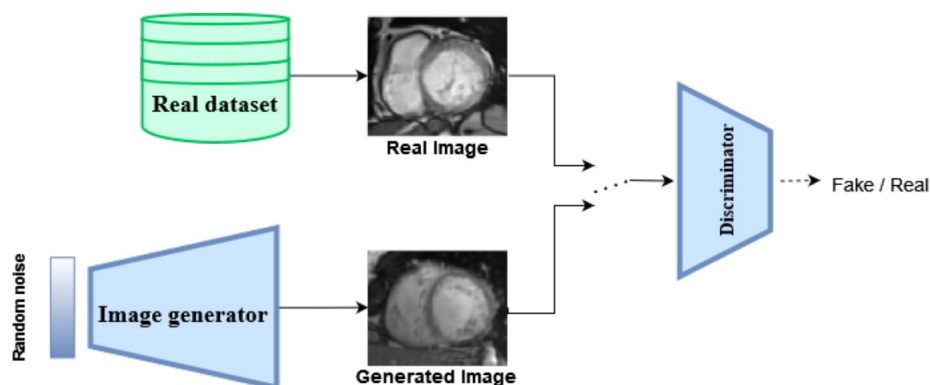 Real dataset
Real Image
Discriminator
Fake / Real
Random noise
Image generator
Generated Image